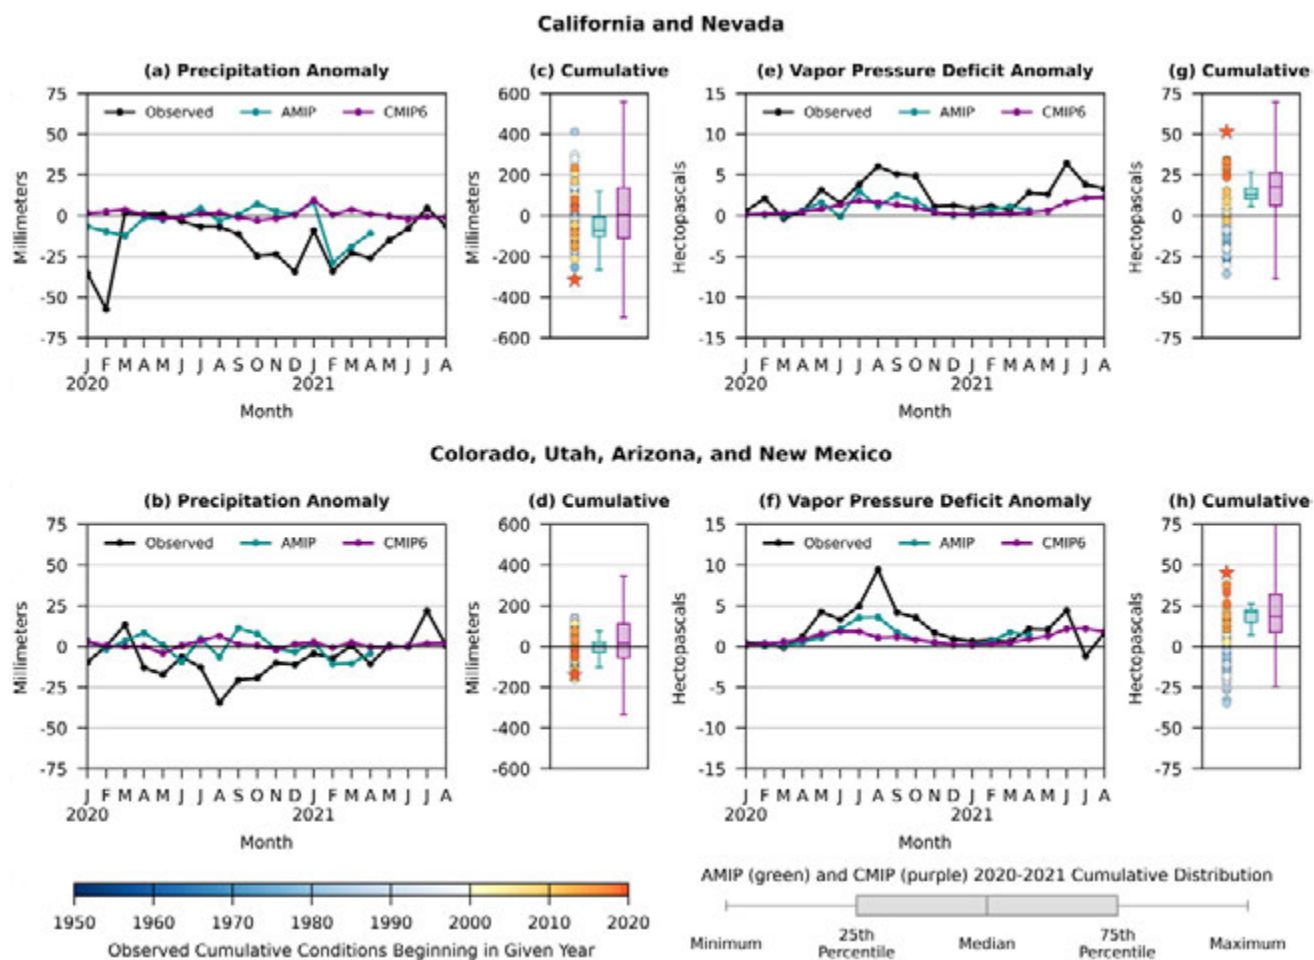 California and Nevada
(a) Precipitation Anomaly
(c) Cumulative
(e) Vapor Pressure Deficit Anomaly
(g) Cumulative
Observed AMIP CMIP6
Observed AMIP CMIP6
Millimeters
75
50
25
0
-25
-50
-75
Millimeters
600
400
200
0
-200
-400
-600
Hectopascals
15
10
5
0
-5
-10
-15
Hectopascals
75
50
25
0
-25
-50
-75
J F M A M J J A S O N D J F M A M J J A
2020 2021
Month
J F M A M J J A S O N D J F M A M J J A
2020 2021
Month
Colorado, Utah, Arizona, and New Mexico
(b) Precipitation Anomaly
(d) Cumulative
(f) Vapor Pressure Deficit Anomaly
(h) Cumulative
Observed AMIP CMIP6
Observed AMIP CMIP6
Millimeters
75
50
25
0
-25
-50
-75
Millimeters
600
400
200
0
-200
-400
-600
Hectopascals
15
10
5
0
-5
-10
-15
Hectopascals
75
50
25
0
-25
-50
-75
J F M A M J J A S O N D J F M A M J J A
2020 2021
Month
J F M A M J J A S O N D J F M A M J J A
2020 2021
Month
1950 1960 1970 1980 1990 2000 2010 2020
Observed Cumulative Conditions Beginning in Given Year
AMIP (green) and CMIP (purple) 2020-2021 Cumulative Distribution
Minimum
25th
Percentile
Median
75th
Percentile
Maximum